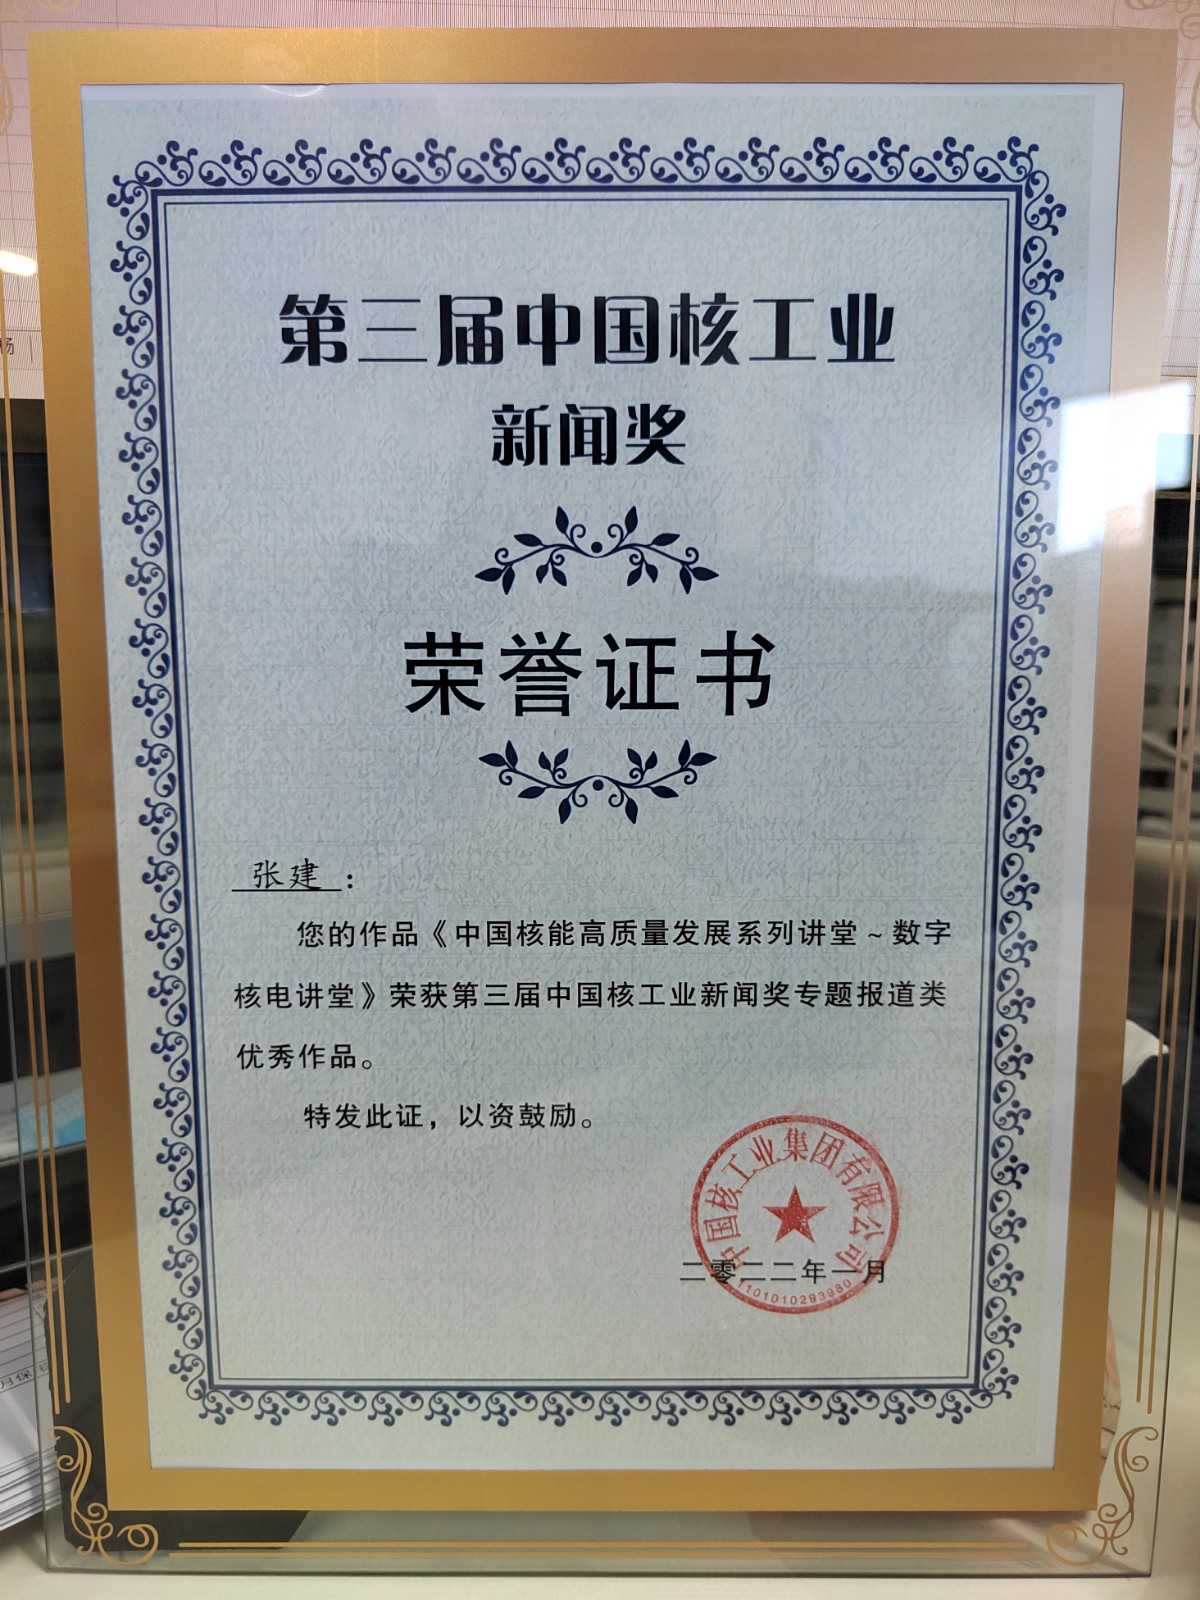 第三届中国核工业
新闻奖
荣誉证书
张建：
您的作品《中国核能高质量发展系列讲堂~数字
核电讲堂》荣获第三届中国核工业新闻奖专题报道类
优秀作品。
特发此证，以资鼓励。
中国核工业集团有限公司
二零二二年一月
1101010293980
杨
月保